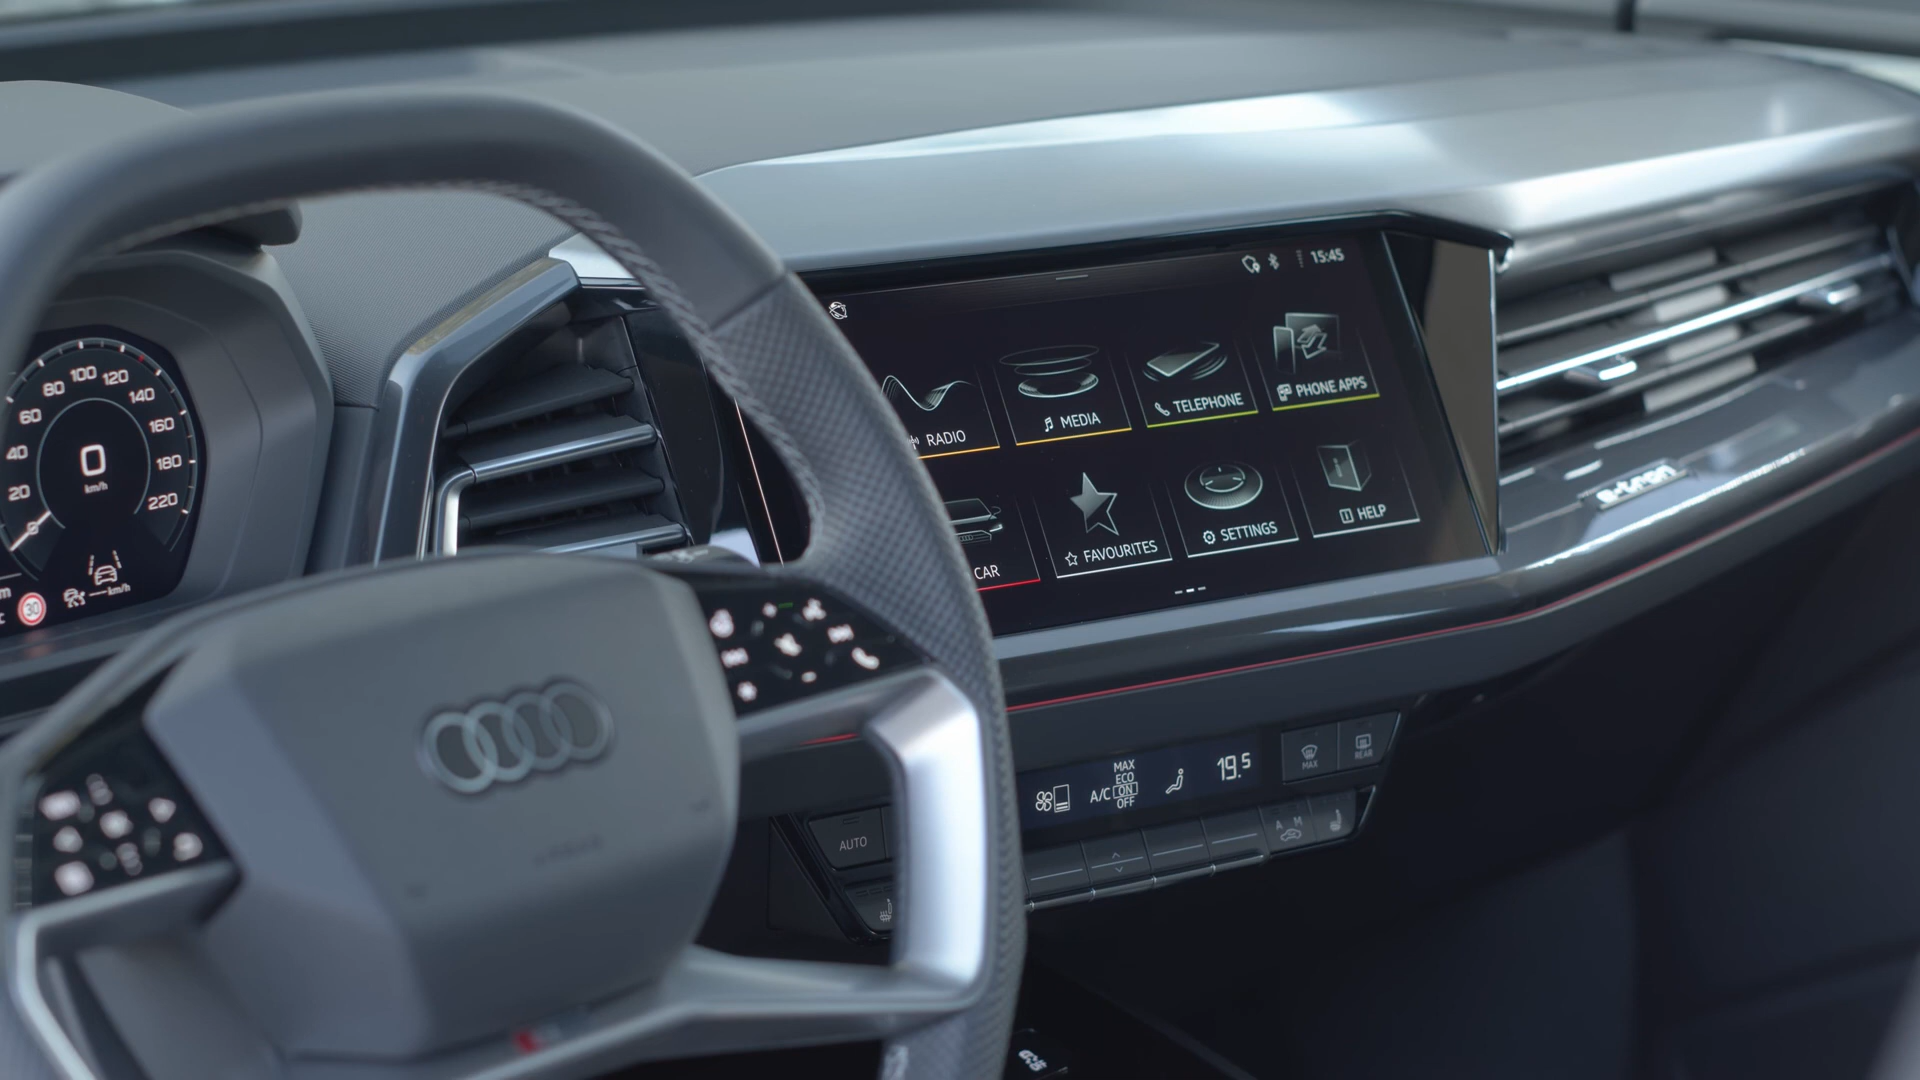 15:45
RADIO
MEDIA
TELEPHONE
PHONE APPS
CAR
FAVOURITES
SETTINGS
HELP
e-tron
0
km/h
20
40
60
80
100
120
140
160
180
220
30
---km/h
MAX
ECO
A/C ON
OFF
19.5
MAX
REAR
AUTO
A M